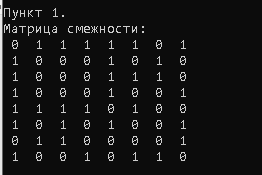 Пункт 1.
Матрица смежности:
0 1 1 1 1 1 0 1
1 0 0 0 1 0 1 0
1 0 0 0 1 1 1 0
1 0 0 0 1 0 0 0
1 1 1 1 0 1 0 0
1 0 1 0 1 0 0 1
0 1 1 0 0 0 0 1
1 0 0 0 0 1 1 0